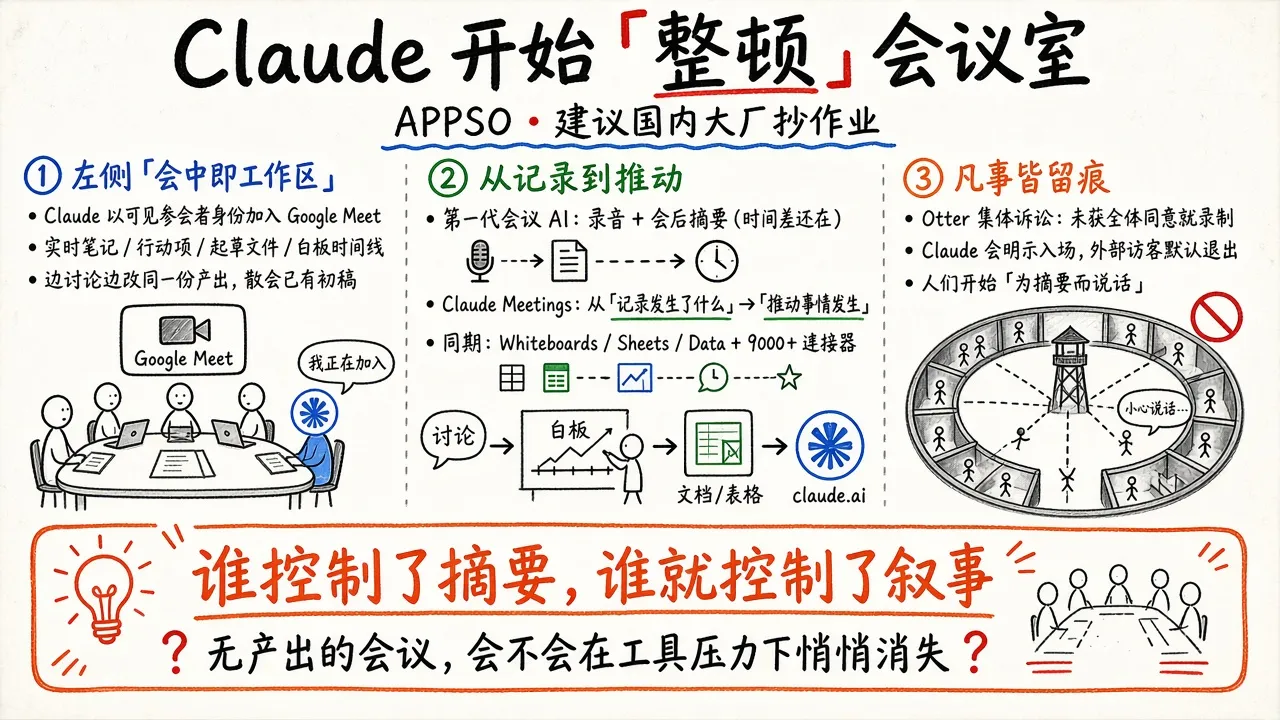 Claude 开始「整顿」会议室
APPSO • 建议国内大厂抄作业
① 左侧「会中即工作区」
• Claude 以可见参会者身份加入 Google Meet
• 实时笔记 / 行动项 / 起草文件 / 白板时间线
• 边讨论边改同一份产出，散会已有初稿
Google Meet
我正在加入
② 从记录到推动
• 第一代会议 AI：录音 + 会后摘要（时间差还在）
• Claude Meetings：从「记录发生了什么」→「推动事情发生」
• 同期：Whiteboards / Sheets / Data + 9000+ 连接器
讨论
白板
文档/表格
claude.ai
③ 凡事皆留痕
• Otter 集体诉讼：未获全体同意就录制
• Claude 会明示入场，外部访客默认退出
• 人们开始「为摘要而说话」
小心说话...
谁控制了摘要，谁就控制了叙事
? 无产出的会议，会不会在工具压力下悄悄消失 ?